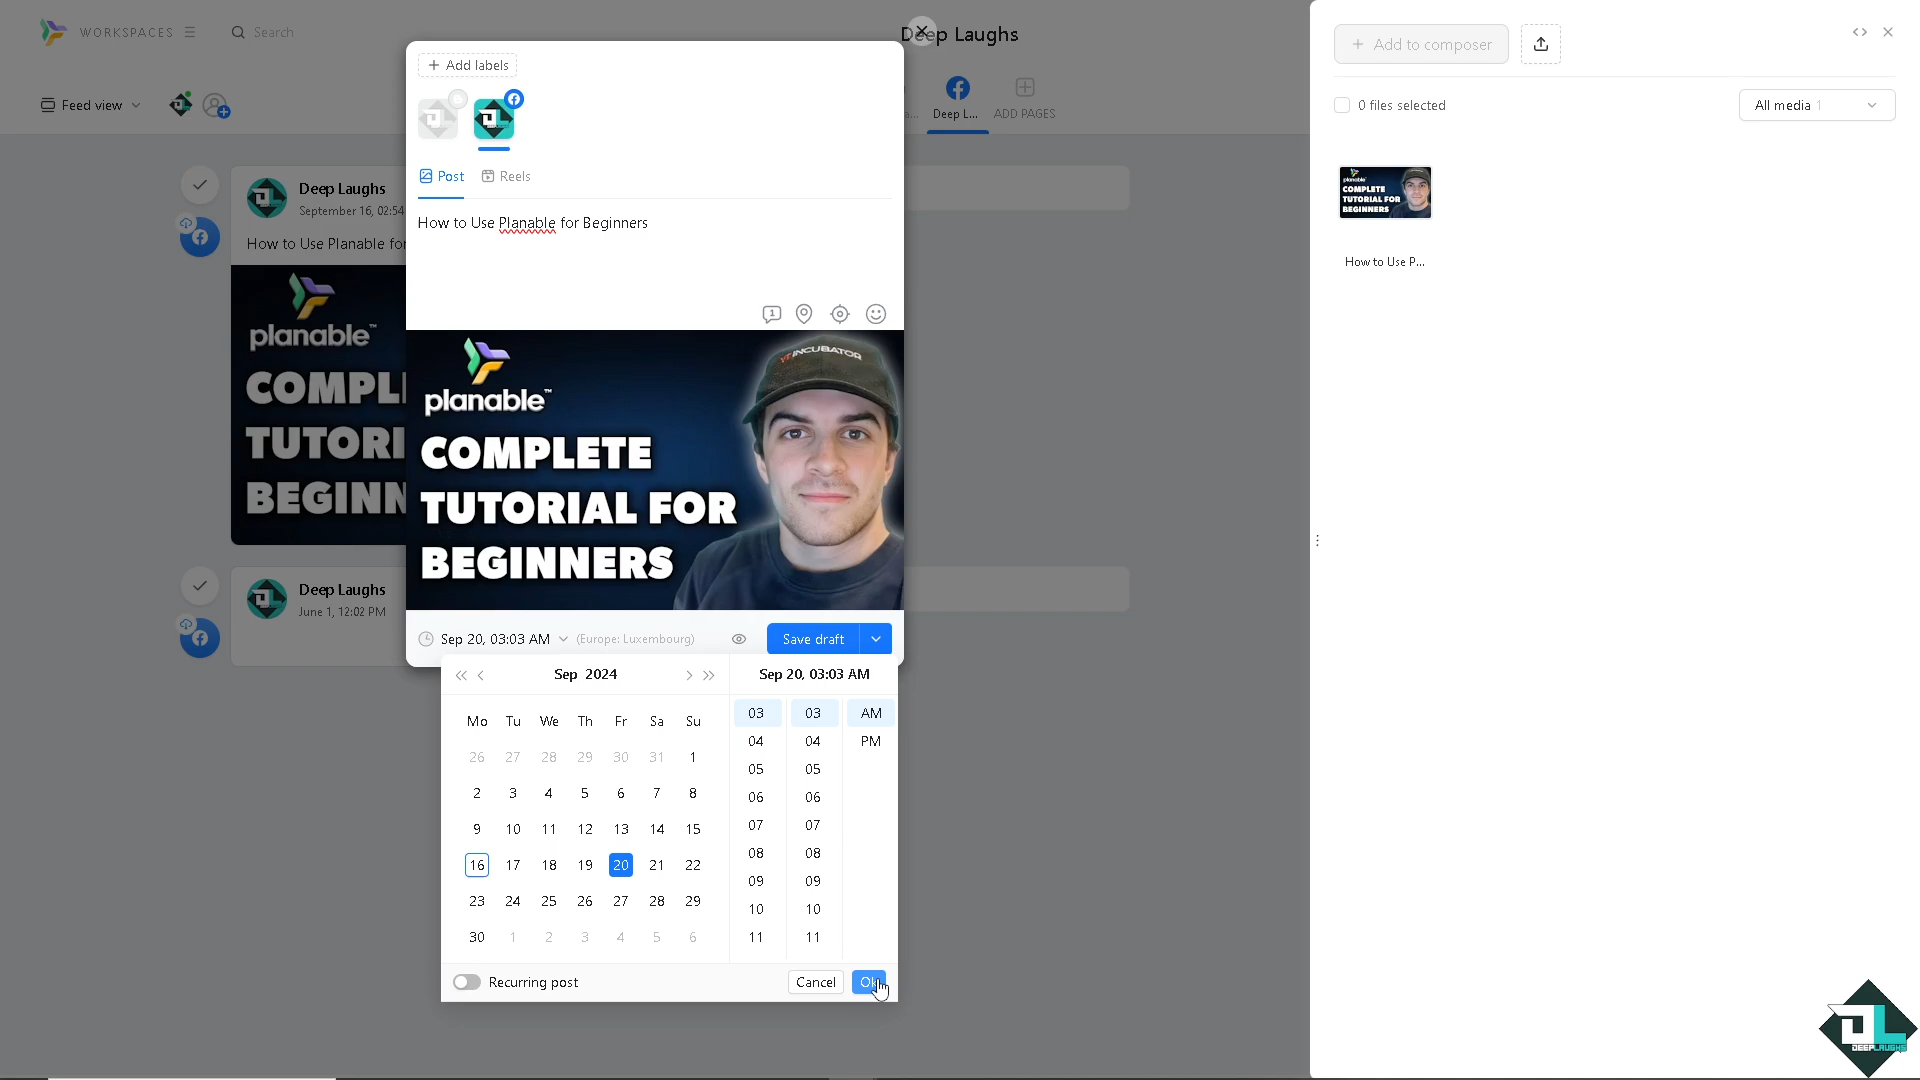 WORKSPACES
Search
Deep Laughs
Feed view
Deep L...
ADD PAGES
Deep Laughs
September 16, 02:54
How to Use Planable for
planable™
COMPL
TUTORI
BEGINN
Deep Laughs
June 1, 12:02 PM
Add labels
Post
Reels
How to Use Planable for Beginners
YT INCUBATOR
planable™
COMPLETE
TUTORIAL FOR
BEGINNERS
Sep 20, 03:03 AM (Europe: Luxembourg)
Save draft
Sep 2024
Sep 20, 03:03 AM
Mo Tu We Th Fr Sa Su
26 27 28 29 30 31 1
2 3 4 5 6 7 8
9 10 11 12 13 14 15
16 17 18 19 20 21 22
23 24 25 26 27 28 29
30 1 2 3 4 5 6
03 03 AM
04 04 PM
05 05
06 06
07 07
08 08
09 09
10 10
11 11
Recurring post
Cancel
Ok
+ Add to composer
0 files selected
All media 1
planable
COMPLETE
TUTORIAL FOR
BEGINNERS
How to Use P...
DEEPLAUGHS